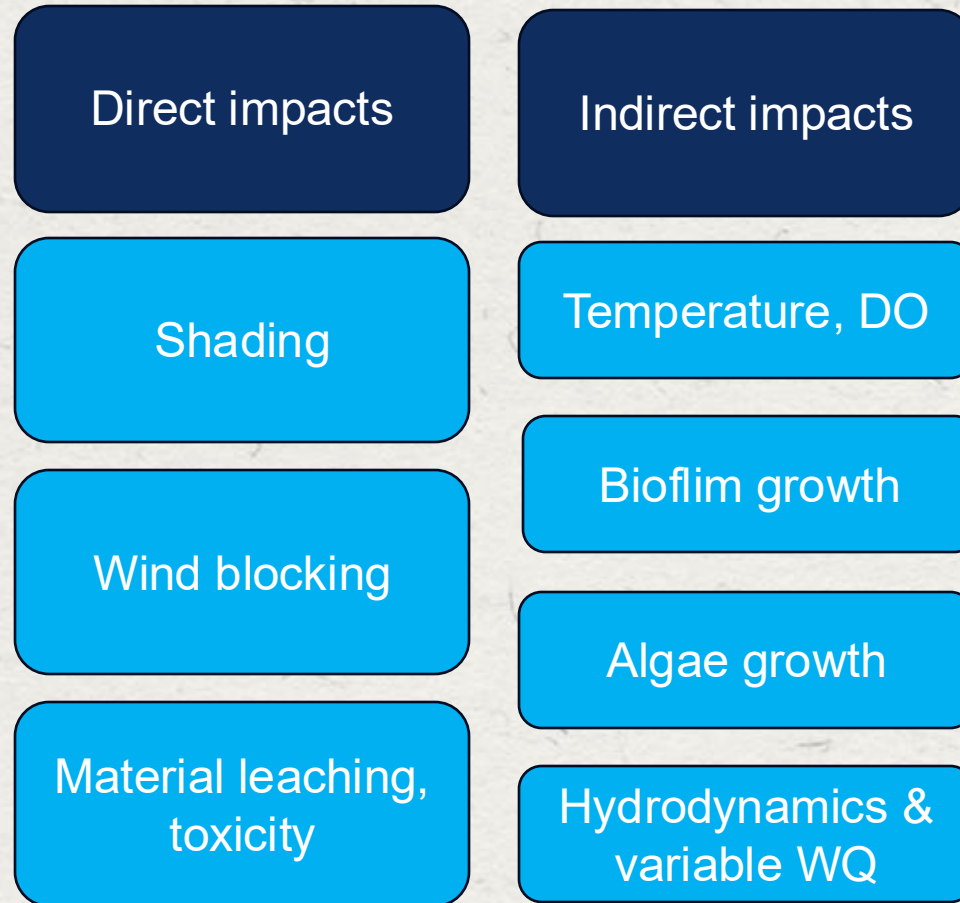 Direct impacts
Shading
Wind blocking
Material leaching,
toxicity
Indirect impacts
Temperature, DO
Bioflim growth
Algae growth
Hydrodynamics &
variable WQ